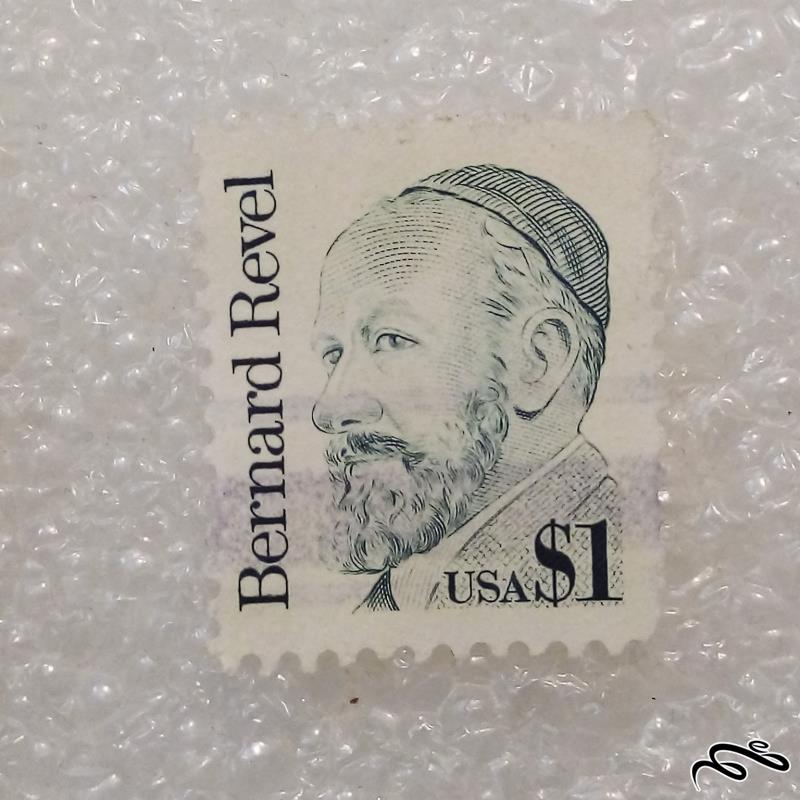 Bernard Revel
USA $1